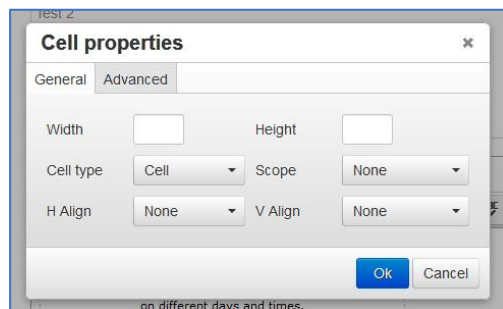 Test 2
Cell properties ×
General Advanced
Width Height
Cell type Cell Scope None
H Align None V Align None
Ok Cancel
on different days and times.